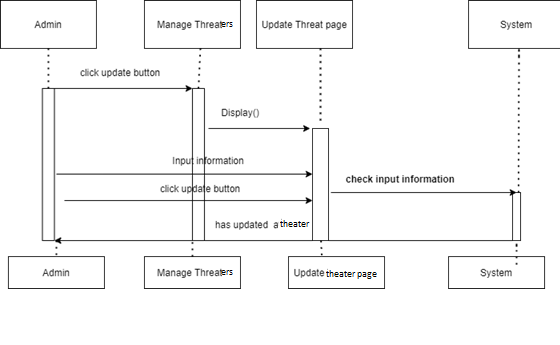 Admin
Manage Threaters
Update Threat page
System
click update button
Display()
Input information
check input information
click update button
has updated a theater
Admin
Manage Threaters
Update theater page
System